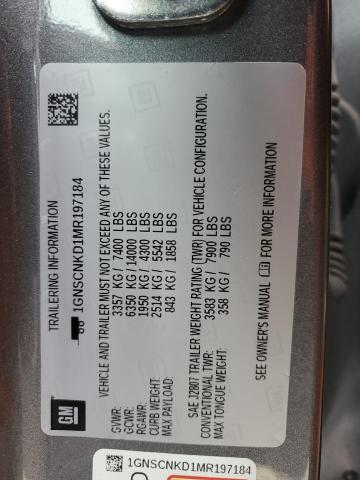 GM
TRAILERING INFORMATION
1GNSCNKD1MR197184
VEHICLE AND TRAILER MUST NOT EXCEED ANY OF THESE VALUES.
GVWR: 3357 KG / 7400 LBS
GCWR: 6350 KG / 14000 LBS
RGAWR: 1950 KG / 4300 LBS
CURB WEIGHT: 2514 KG / 5542 LBS
MAX PAYLOAD: 843 KG / 1858 LBS
SAE J2807 TRAILER WEIGHT RATING (TWR) FOR VEHICLE CONFIGURATION.
CONVENTIONAL TWR: 3583 KG / 7900 LBS
MAX TONGUE WEIGHT: 358 KG / 790 LBS
SEE OWNER'S MANUAL FOR MORE INFORMATION
1GNSCNKD1MR197184